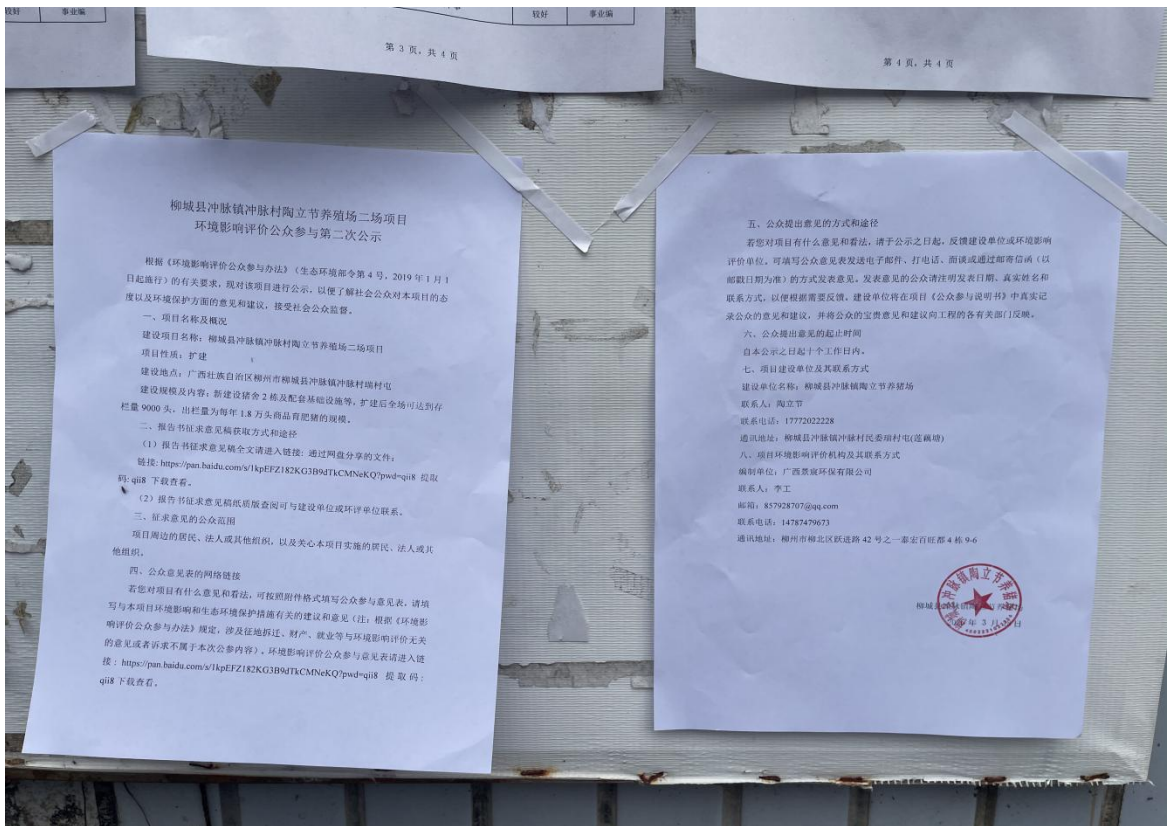 较好 事业编
第 3 页，共 4 页
较好 事业编
第 4 页，共 4 页
柳城县冲脉镇冲脉村陶立节养殖场二场项目
环境影响评价公众参与第二次公示
根据《环境影响评价公众参与办法》（生态环境部令第 4 号，2019 年 1 月 1
日起施行）的有关要求，现对该项目进行公示，以便了解社会公众对本项目的态
度以及环境保护方面的意见和建议，接受社会公众监督。
一、项目名称及概况
建设项目名称：柳城县冲脉镇冲脉村陶立节养殖场二场项目
项目性质：扩建
建设地点：广西壮族自治区柳州市柳城县冲脉镇冲脉村瑞村屯
建设规模及内容：新建设猪舍 2 栋及配套基础设施等，扩建后全场可达到存
栏量 9000 头、出栏量为每年 1.8 万头商品育肥猪的规模。
二、报告书征求意见稿获取方式和途径
（1）报告书征求意见稿全文请进入链接：通过网盘分享的文件：
链接: https://pan.baidu.com/s/1kpEFZ182KG3B9dTkCMNeKQ?pwd=qii8 提取
码: qii8 下载查看。
（2）报告书征求意见稿纸质版查阅可与建设单位或环评单位联系。
三、征求意见的公众范围
项目周边的居民、法人或其他组织，以及关心本项目实施的居民、法人或其
他组织。
四、公众意见表的网络链接
若您对项目有什么意见和看法，可按照附件格式填写公众参与意见表，请填
写与本项目环境影响和生态环境保护措施有关的建议和意见（注：根据《环境影
响评价公众参与办法》规定，涉及征地拆迁、财产、就业等与环境影响评价无关
的意见或者诉求不属于本次公参内容）。环境影响评价公众参与意见表请进入链
接：https://pan.baidu.com/s/1kpEFZ182KG3B9dTkCMNeKQ?pwd=qii8 提取码:
qii8 下载查看。
五、公众提出意见的方式和途径
若您对项目有什么意见和看法，请于公示之日起，反馈建设单位或环境影响
评价单位。可填写公众意见表发送电子邮件、打电话、面谈或通过邮寄信函（以
邮戳日期为准）的方式发表意见。发表意见的公众请注明发表日期、真实姓名和
联系方式，以便根据需要反馈。建设单位将在项目《公众参与说明书》中真实记
录公众的意见和建议，并将公众的宝贵意见和建议向工程的各有关部门反映。
六、公众提出意见的起止时间
自本公示之日起十个工作日内。
七、项目建设单位及其联系方式
建设单位名称：柳城县冲脉镇陶立节养猪场
联系人：陶立节
联系电话：17772022228
通讯地址：柳城县冲脉镇冲脉村民委瑞村屯(莲藕塘)
八、项目环境影响评价机构及其联系方式
编制单位：广西景宸环保有限公司
联系人：李工
邮箱：857928707@qq.com
联系电话：14787479673
通讯地址：柳州市柳北区跃进路 42 号之一泰宏百旺都 4 栋 9-6
冲脉镇陶立节养猪
柳城县
年 3 月 日